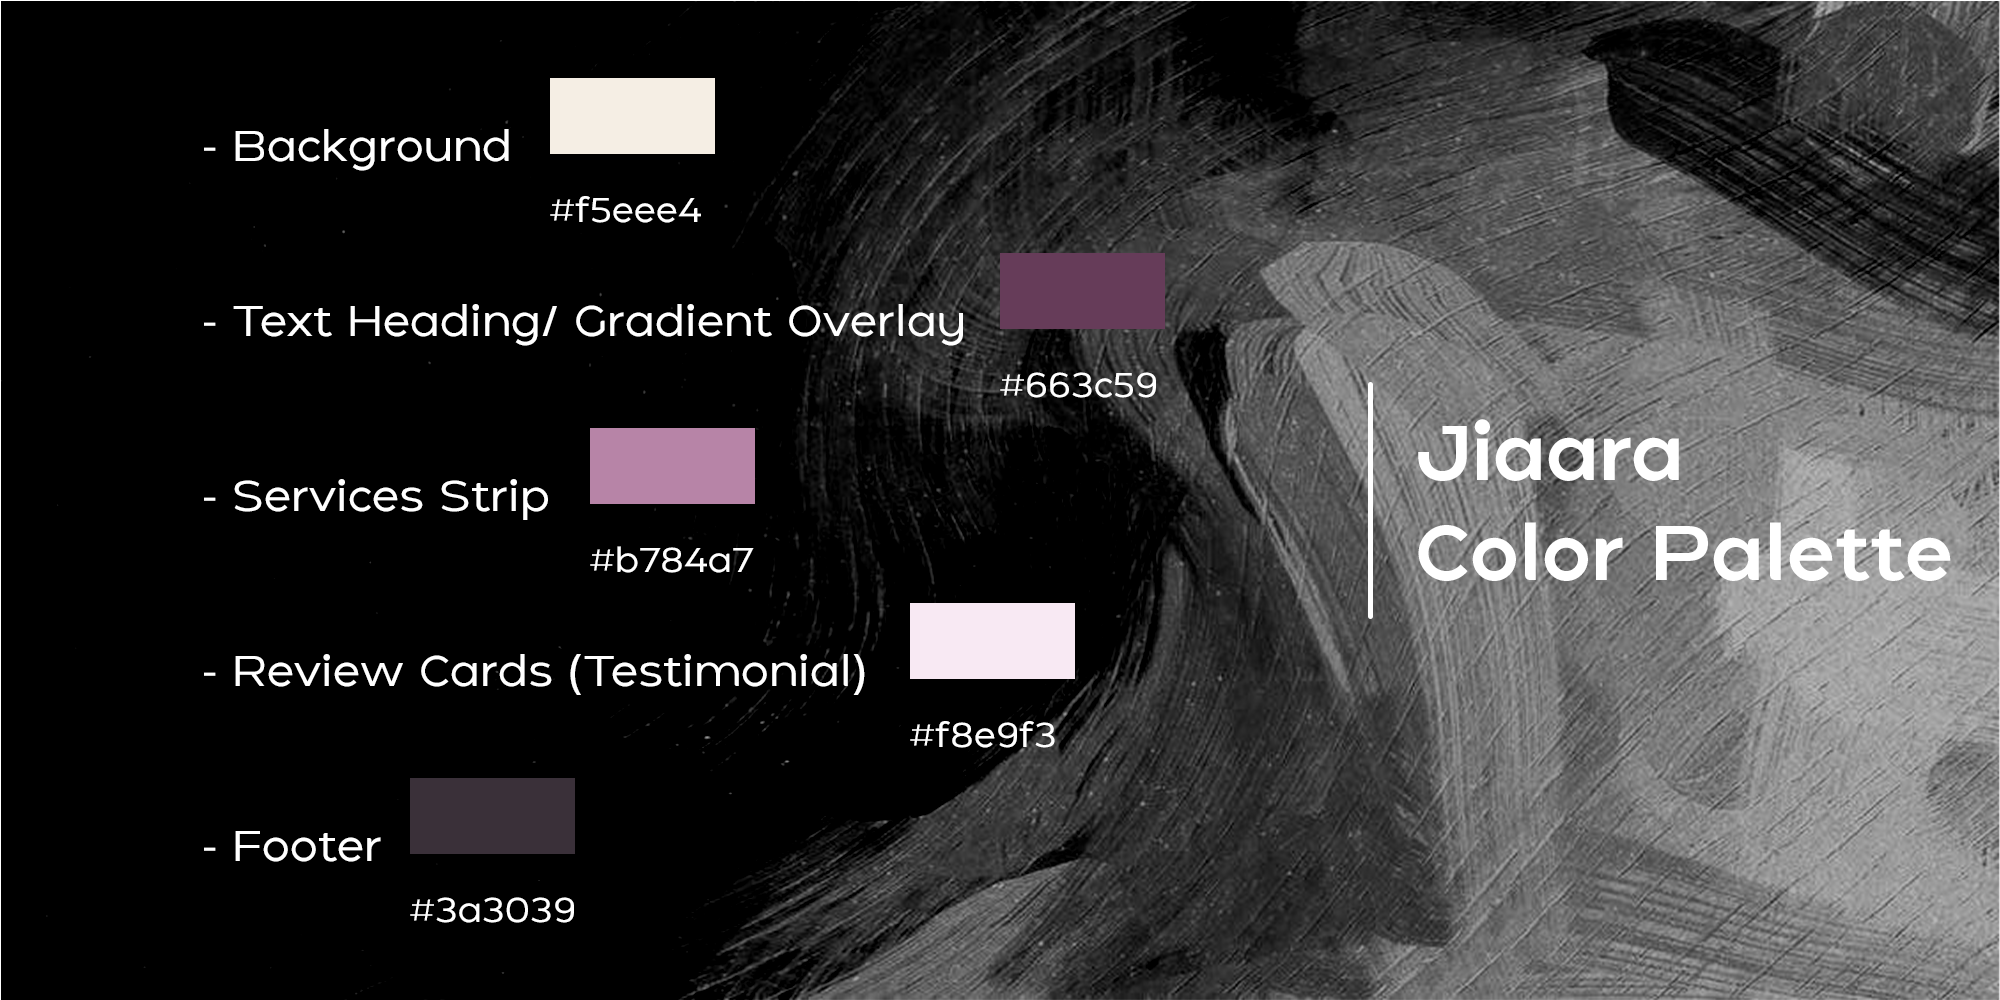 - Background
#f5eee4
- Text Heading/ Gradient Overlay
#663c59
- Services Strip
#b784a7
- Review Cards (Testimonial)
#f8e9f3
- Footer
#3a3039
Jiaara
Color Palette